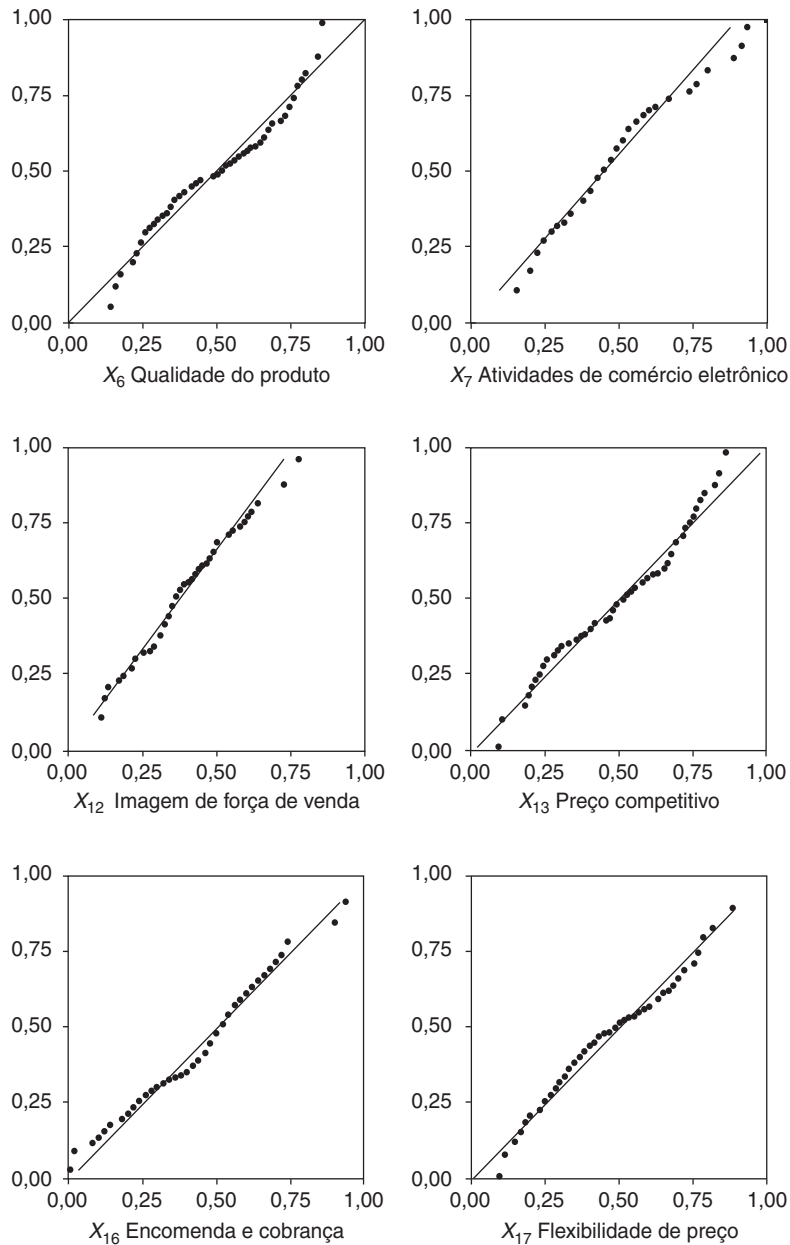 1,00
0,75
0,50
0,25
0,00
0,00 0,25 0,50 0,75 1,00
X6 Qualidade do produto
1,00
0,75
0,50
0,25
0,00
0,00 0,25 0,50 0,75 1,00
X7 Atividades de comércio eletrônico
1,00
0,75
0,50
0,25
0,00
0,00 0,25 0,50 0,75 1,00
X12 Imagem de força de venda
1,00
0,75
0,50
0,25
0,00
0,00 0,25 0,50 0,75 1,00
X13 Preço competitivo
1,00
0,75
0,50
0,25
0,00
0,00 0,25 0,50 0,75 1,00
X16 Encomenda e cobrança
1,00
0,75
0,50
0,25
0,00
0,00 0,25 0,50 0,75 1,00
X17 Flexibilidade de preço